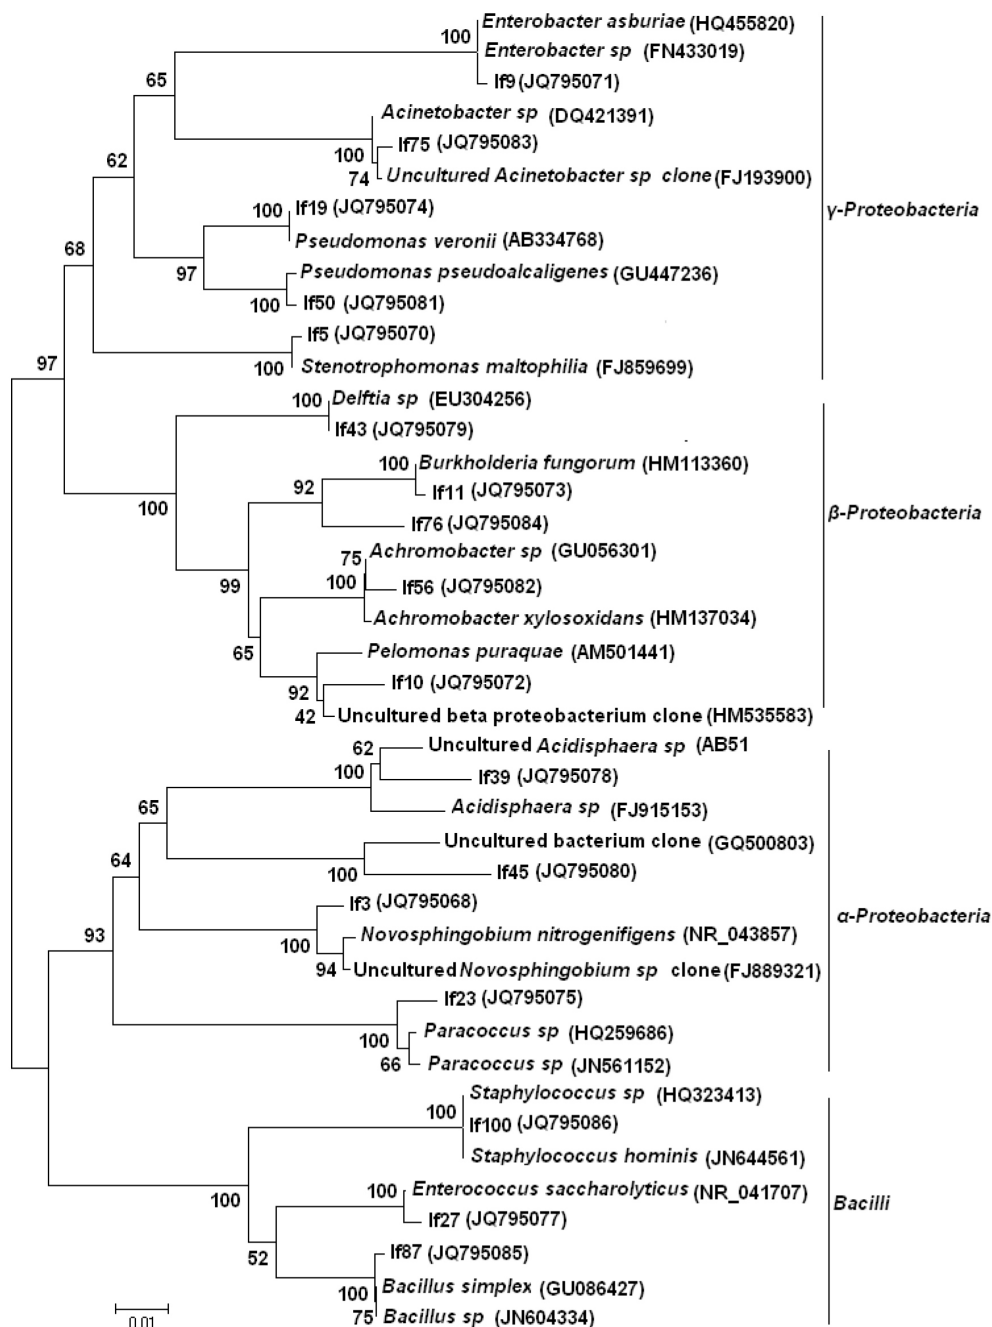 Enterobacter asburiae (HQ455820)
100
Enterobacter sp (FN433019)
65
If9 (JQ795071)
Acinetobacter sp (DQ421391)
If75 (JQ795083)
100
62
74
Uncultured Acinetobacter sp clone (FJ193900)
γ-Proteobacteria
100
If19 (JQ795074)
Pseudomonas veronii (AB334768)
68
97
Pseudomonas pseudoalcaligenes (GU447236)
100
If50 (JQ795081)
If5 (JQ795070)
97
100
Stenotrophomonas maltophilia (FJ859699)
100
Delftia sp (EU304256)
If43 (JQ795079)
100
Burkholderia fungorum (HM113360)
92
If11 (JQ795073)
100
If76 (JQ795084)
β-Proteobacteria
75
Achromobacter sp (GU056301)
100
If56 (JQ795082)
99
Achromobacter xylosoxidans (HM137034)
65
Pelomonas puraquae (AM501441)
92
If10 (JQ795072)
42
Uncultured beta proteobacterium clone (HM535583)
62
Uncultured Acidisphaera sp (AB51
100
If39 (JQ795078)
65
Acidisphaera sp (FJ915153)
Uncultured bacterium clone (GQ500803)
64
100
If45 (JQ795080)
If3 (JQ795068)
α-Proteobacteria
93
100
Novosphingobium nitrogenifigens (NR_043857)
94
Uncultured Novosphingobium sp clone (FJ889321)
If23 (JQ795075)
100
Paracoccus sp (HQ259686)
66
Paracoccus sp (JN561152)
Staphylococcus sp (HQ323413)
100
If100 (JQ795086)
Staphylococcus hominis (JN644561)
100
100
Enterococcus saccharolyticus (NR_041707)
Bacilli
If27 (JQ795077)
52
If87 (JQ795085)
100
Bacillus simplex (GU086427)
75
Bacillus sp (JN604334)
0.01